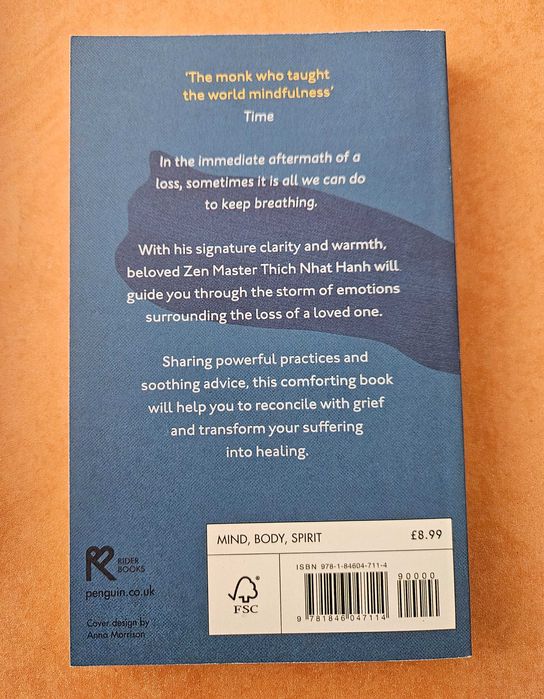 ‘The monk who taught
the world mindfulness’
Time
In the immediate aftermath of a
loss, sometimes it is all we can do
to keep breathing.
With his signature clarity and warmth,
beloved Zen Master Thich Nhat Hanh will
guide you through the storm of emotions
surrounding the loss of a loved one.
Sharing powerful practices and
soothing advice, this comforting book
will help you to reconcile with grief
and transform your suffering
into healing.
RIDER
BOOKS
penguin.co.uk
Cover design by
Anna Morrison
MIND, BODY, SPIRIT £8.99
FSC
ISBN 978-1-84604-711-4
90000
9 781846 047114